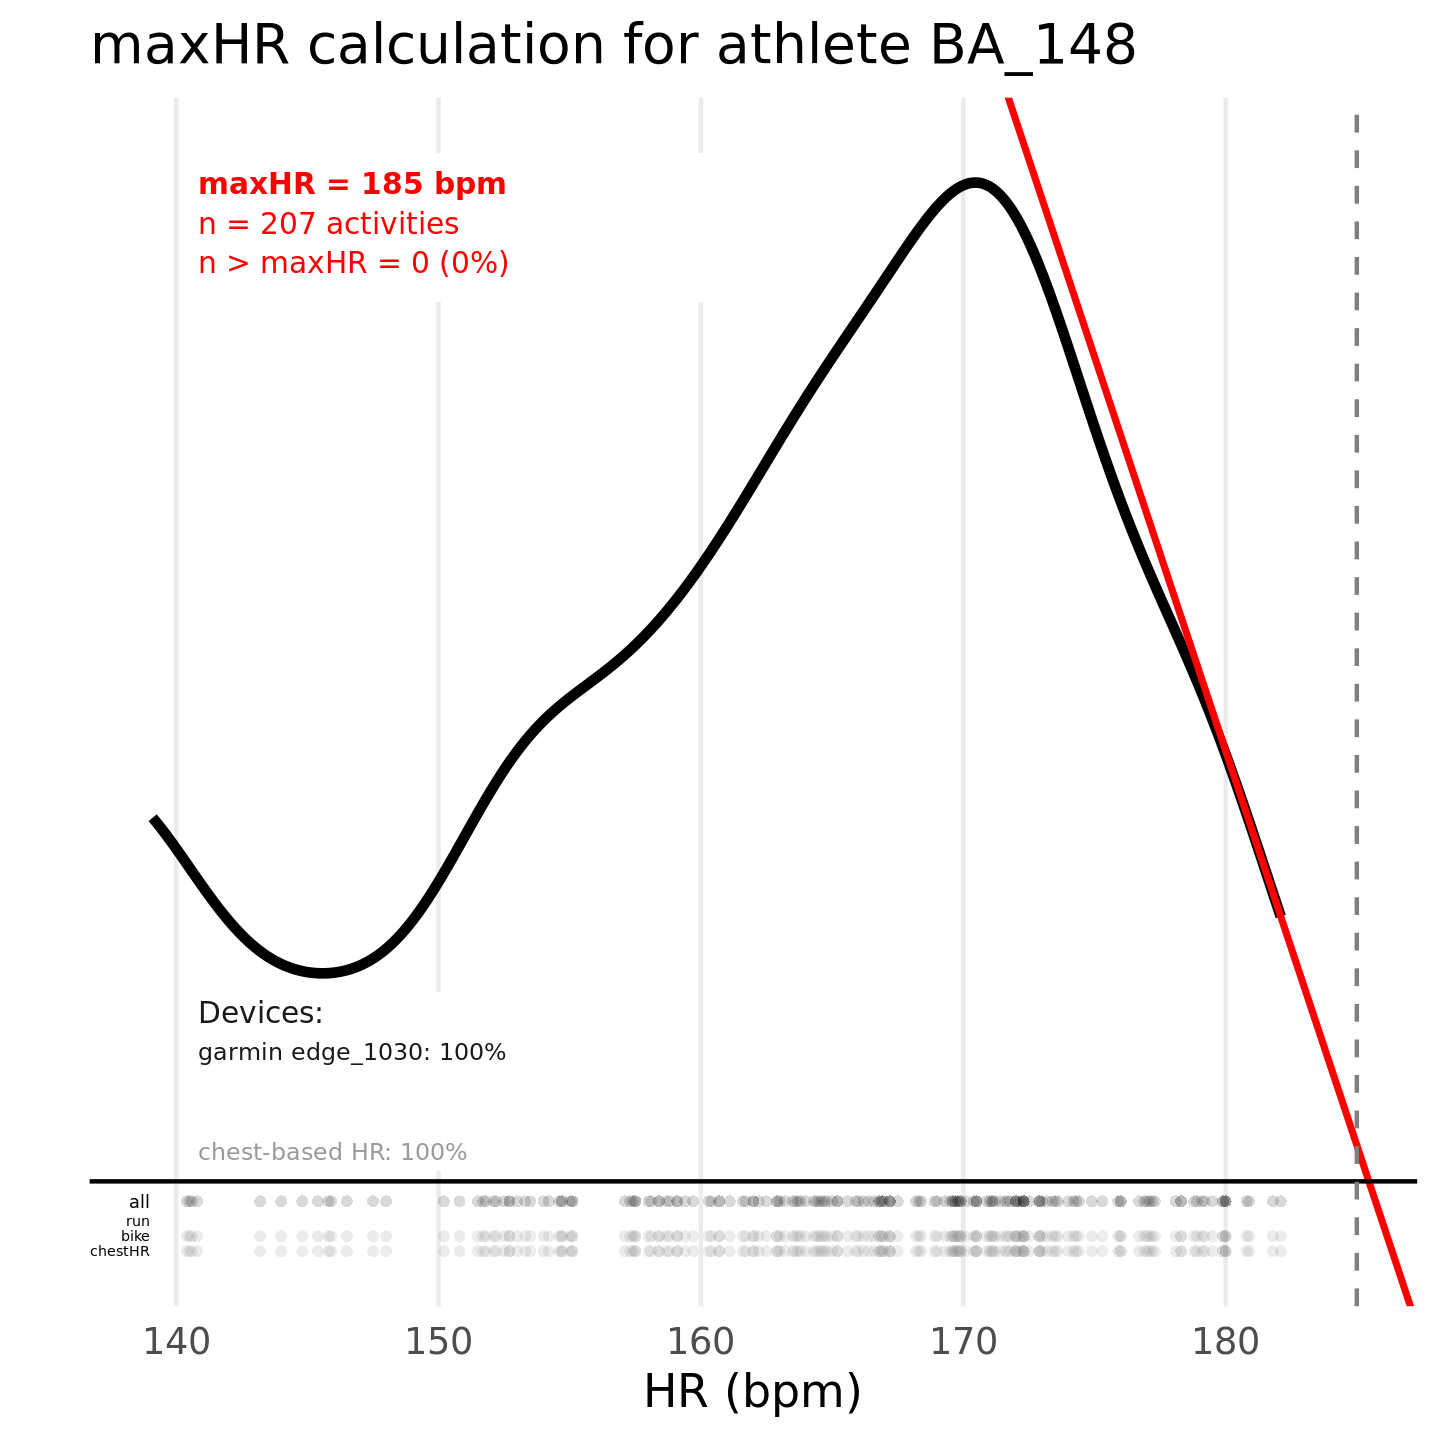 maxHR calculation for athlete BA_148
maxHR = 185 bpm
n = 207 activities
n > maxHR = 0 (0%)
Devices:
garmin edge_1030: 100%
chest-based HR: 100%
all
run
bike
chestHR
140 150 160 170 180
HR (bpm)